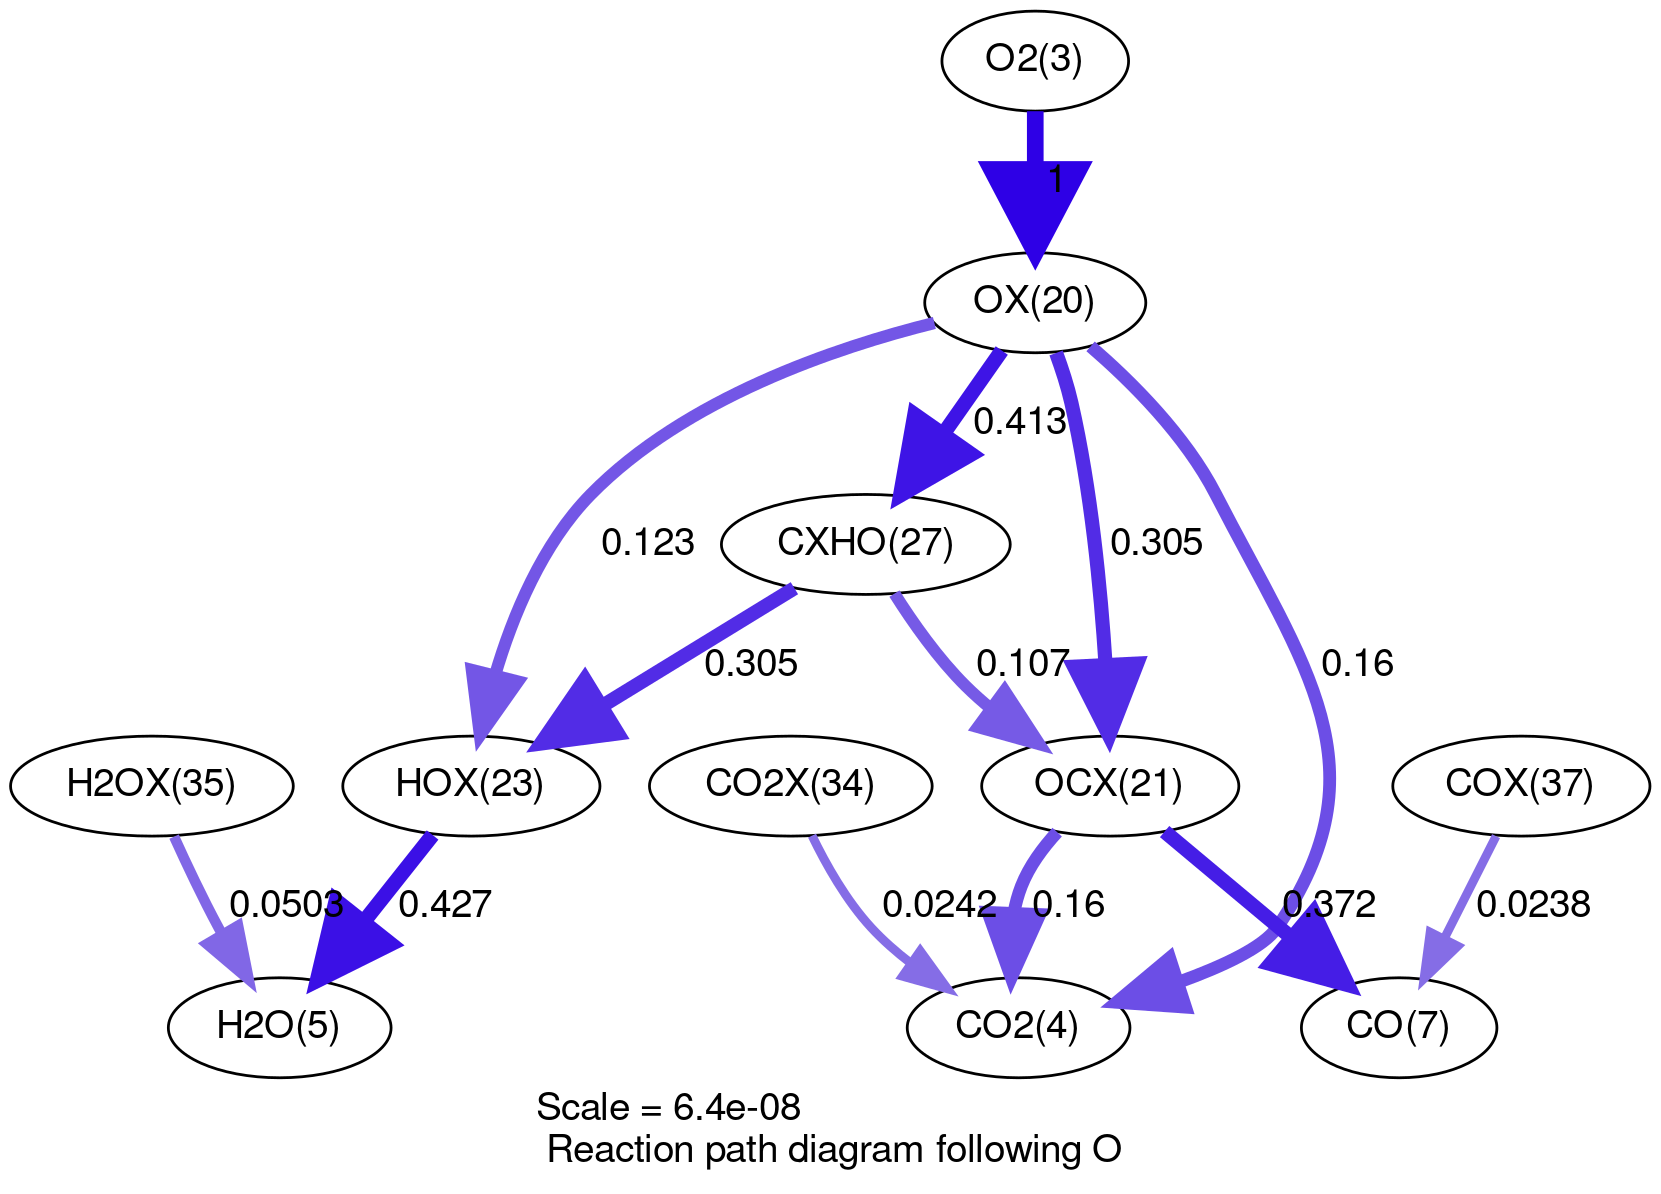 O2(3)
1
OX(20)
0.413
CXHO(27)
0.123
0.305
0.305
0.107
0.16
H2OX(35)
HOX(23)
CO2X(34)
OCX(21)
COX(37)
0.0503
0.427
0.0242
0.16
0.372
0.0238
H2O(5)
CO2(4)
CO(7)
Scale = 6.4e-08
Reaction path diagram following O